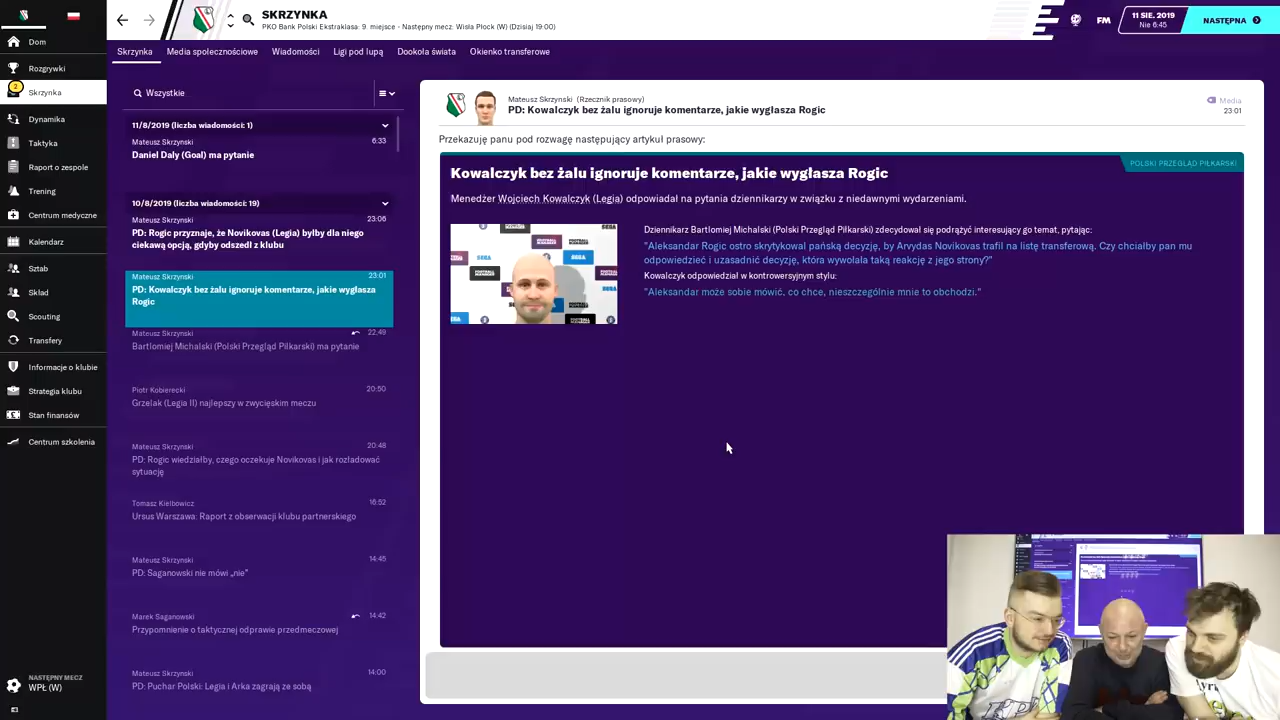 SKRZYNKA
PKO Bank Polski Ekstraklasa: 9. miejsce - Następny mecz: Wisła Płock (W) (Dzisiaj 19:00)
FM
11 SIE. 2019
Nie 6:45
NASTĘPNA
Skrzynka
Media społecznościowe
Wiadomości
Ligi pod lupą
Dookoła świata
Okienko transferowe
Dom
Rozgrywki
2
Skrzynka
Dynamika
Taktyka
Raport o zespole
Trening
Centrum medyczne
Kalendarz
Sztab
Skład
Scouting
Transfery
Informacje o klubie
Strategia klubu
Stan finansów
Centrum szkolenia
NASTĘPNY MECZ
WPŁ (W)
Wszystkie
11/8/2019 (liczba wiadomości: 1)
Mateusz Skrzynski 6:33
Daniel Daly (Goal) ma pytanie
10/8/2019 (liczba wiadomości: 19)
Mateusz Skrzynski 23:06
PD: Rogic przyznaje, że Novikovas (Legia) byłby dla niego
ciekawą opcją, gdyby odszedł z klubu
Mateusz Skrzynski 23:01
PD: Kowalczyk bez żalu ignoruje komentarze, jakie wygłasza
Rogic
Mateusz Skrzynski 22:49
Bartłomiej Michalski (Polski Przegląd Piłkarski) ma pytanie
Piotr Kobierecki 20:50
Grzelak (Legia II) najlepszy w zwycięskim meczu
Mateusz Skrzynski 20:48
PD: Rogic wiedziałby, czego oczekuje Novikovas i jak rozładować
sytuację
Tomasz Kiełbowicz 16:52
Ursus Warszawa: Raport z obserwacji klubu partnerskiego
Mateusz Skrzynski 14:45
PD: Saganowski nie mówi „nie”
Marek Saganowski 14:42
Przypomnienie o taktycznej odprawie przedmeczowej
Mateusz Skrzynski 14:00
PD: Puchar Polski: Legia i Arka zagrają ze sobą
Mateusz Skrzynski (Rzecznik prasowy)
PD: Kowalczyk bez żalu ignoruje komentarze, jakie wygłasza Rogic
Media
23:01
Przekazuję panu pod rozwagę następujący artykuł prasowy:
POLSKI PRZEGLĄD PIŁKARSKI
Kowalczyk bez żalu ignoruje komentarze, jakie wygłasza Rogic
Menedżer Wojciech Kowalczyk (Legia) odpowiadał na pytania dziennikarzy w związku z niedawnymi wydarzeniami.
Dziennikarz Bartłomiej Michalski (Polski Przegląd Piłkarski) zdecydował się podrążyć interesujący go temat, pytając:
"Aleksandar Rogic ostro skrytykował pańską decyzję, by Arvydas Novikovas trafił na listę transferową. Czy chciałby pan mu
odpowiedzieć i uzasadnić decyzję, która wywołała taką reakcję z jego strony?"
Kowalczyk odpowiedział w kontrowersyjnym stylu:
"Aleksandar może sobie mówić, co chce, nieszczególnie mnie to obchodzi."